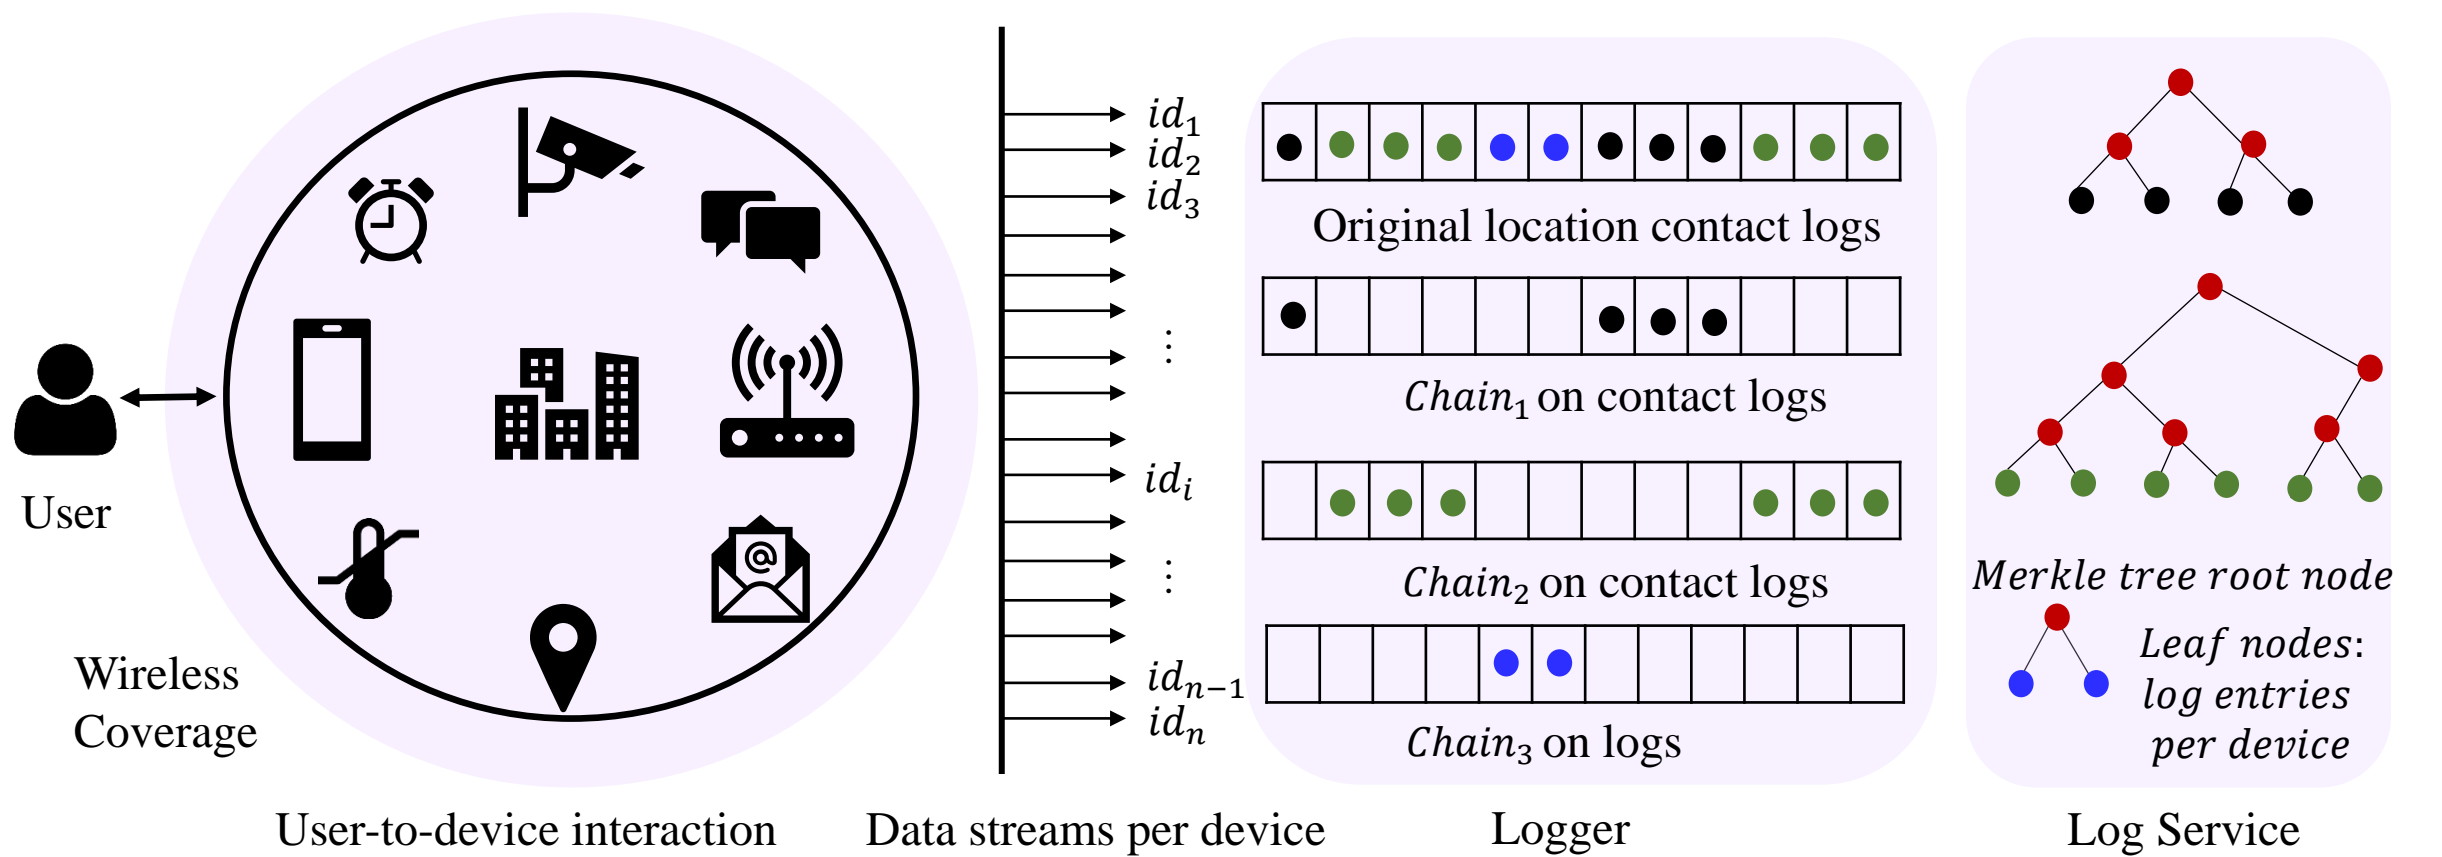 User
Wireless
Coverage
User-to-device interaction
id₁
id₂
id₃
⋮
idᵢ
⋮
idₙ₋₁
idₙ
Data streams per device
Original location contact logs
Chain₁ on contact logs
Chain₂ on contact logs
Chain₃ on logs
Logger
Merkle tree root node
Leaf nodes:
log entries
per device
Log Service
@